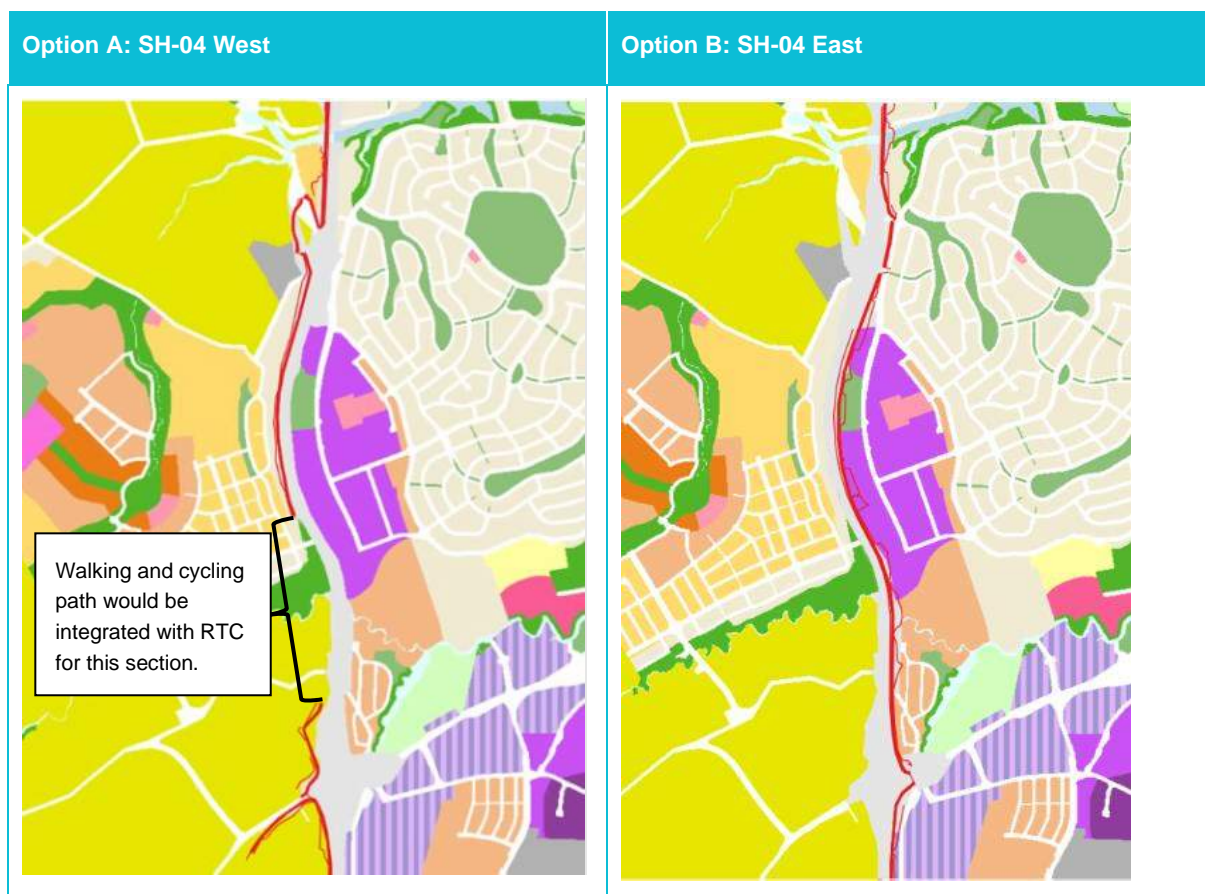 Option A: SH-04 West
Option B: SH-04 East
Walking and cycling
path would be
integrated with RTC
for this section.